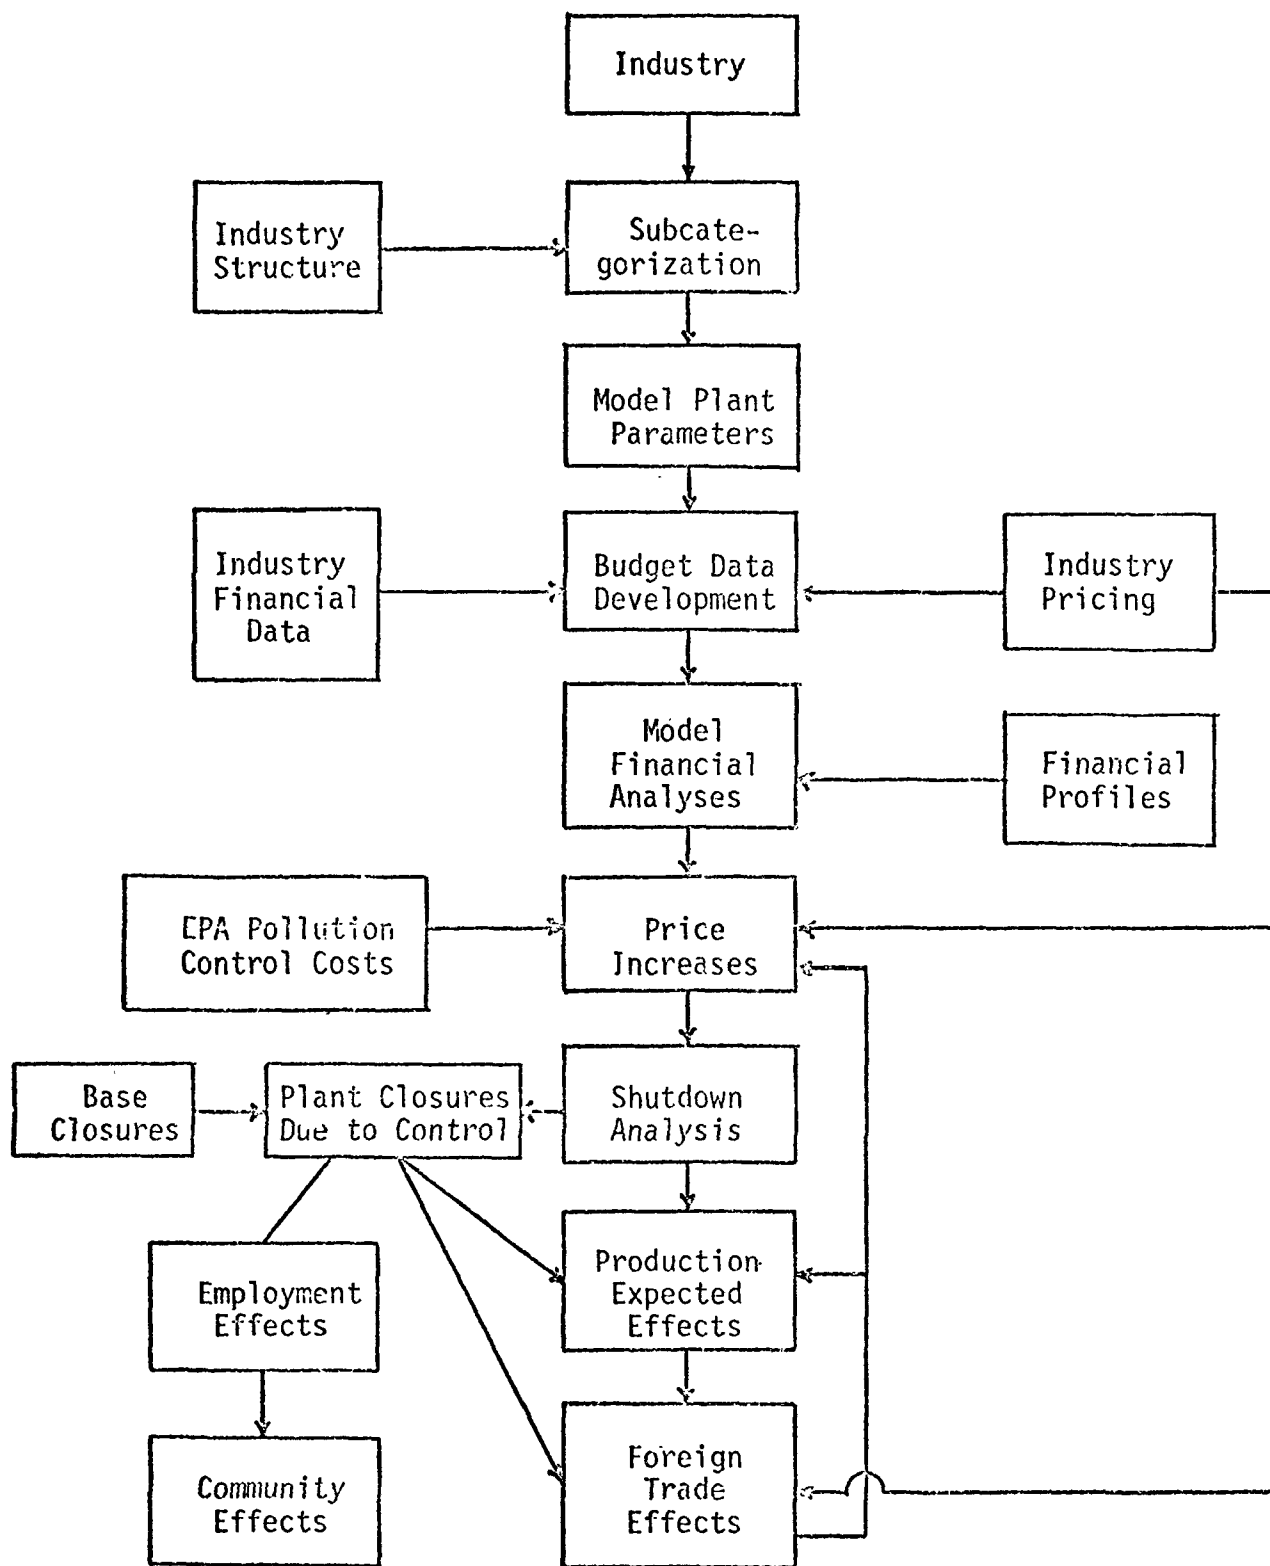 Industry
Industry
Structure
Subcate-
gorization
Model Plant
Parameters
Industry
Financial
Data
Budget Data
Development
Industry
Pricing
Model
Financial
Analyses
Financial
Profiles
EPA Pollution
Control Costs
Price
Increases
Base
Closures
Plant Closures
Due to Control
Shutdown
Analysis
Employment
Effects
Production
Expected
Effects
Community
Effects
Foreign
Trade
Effects